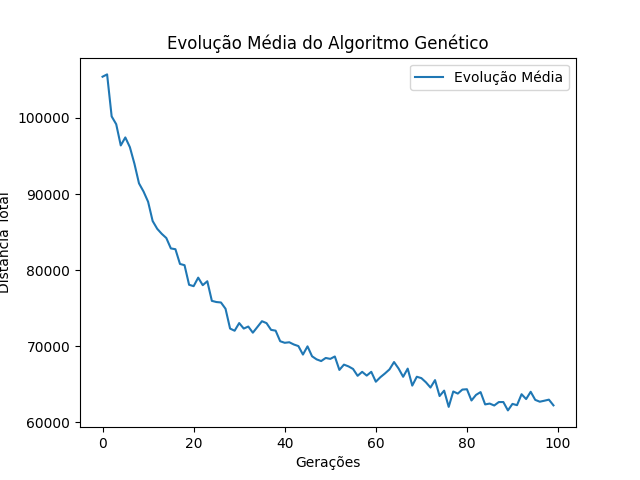 Evolução Média do Algoritmo Genético
Evolução Média
100000
90000
80000
70000
60000
Distância Total
0 20 40 60 80 100
Gerações